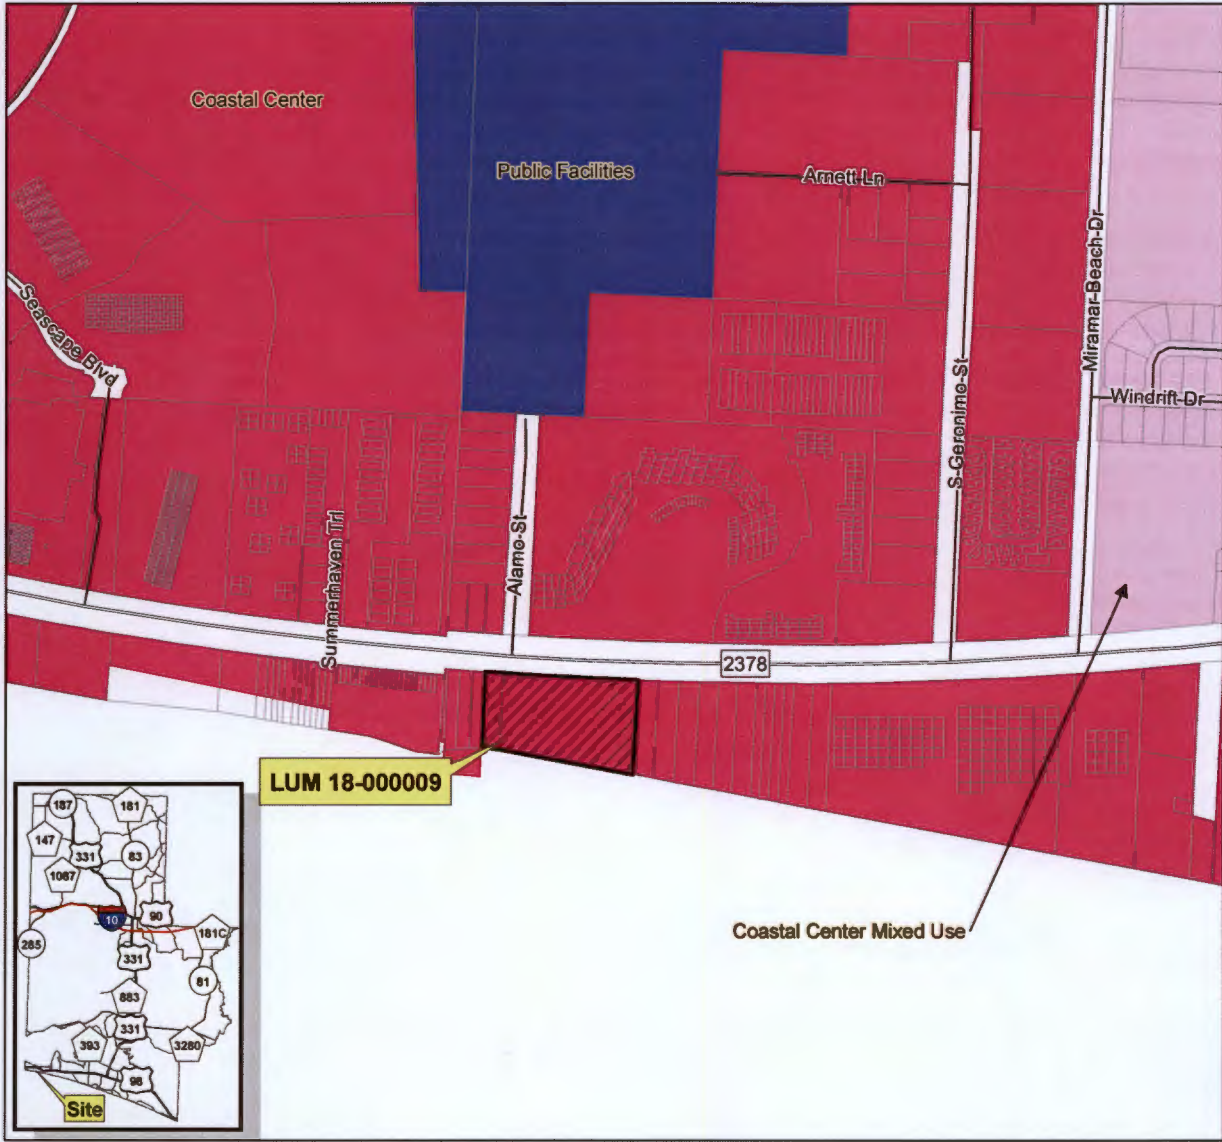 Coastal Center
Public Facilities
Arnett Ln
Miramar-Beach-Dr
Seascape Blvd
S-Geronimo-St
Windrift-Dr
Summerhaven Trl
Alamo-St
2378
LUM 18-000009
Coastal Center Mixed Use
187
181
147
331
83
1087
10
90
285
181C
331
81
883
331
393
3280
98
Site